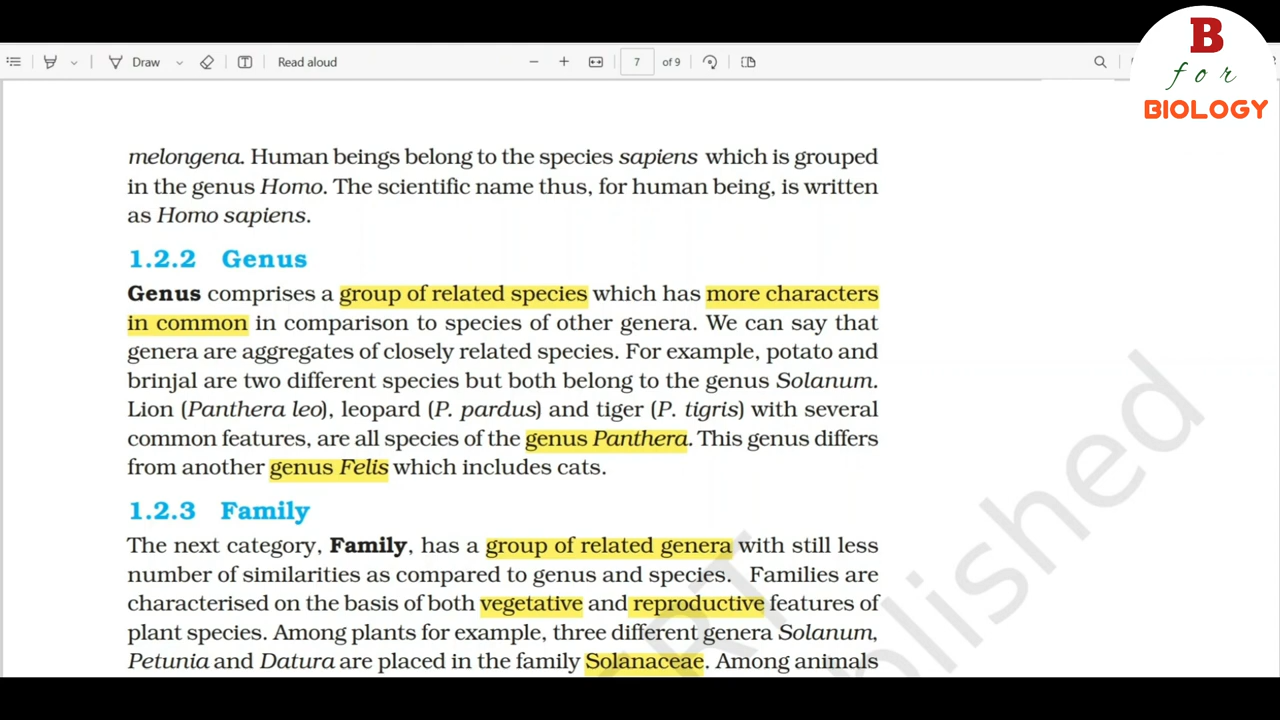 B
for
BIOLOGY
Draw
Read aloud
7 of 9
melongena. Human beings belong to the species sapiens which is grouped
in the genus Homo. The scientific name thus, for human being, is written
as Homo sapiens.
1.2.2 Genus
Genus comprises a group of related species which has more characters
in common in comparison to species of other genera. We can say that
genera are aggregates of closely related species. For example, potato and
brinjal are two different species but both belong to the genus Solanum.
Lion (Panthera leo), leopard (P. pardus) and tiger (P. tigris) with several
common features, are all species of the genus Panthera. This genus differs
from another genus Felis which includes cats.
1.2.3 Family
The next category, Family, has a group of related genera with still less
number of similarities as compared to genus and species. Families are
characterised on the basis of both vegetative and reproductive features of
plant species. Among plants for example, three different genera Solanum,
Petunia and Datura are placed in the family Solanaceae. Among animals